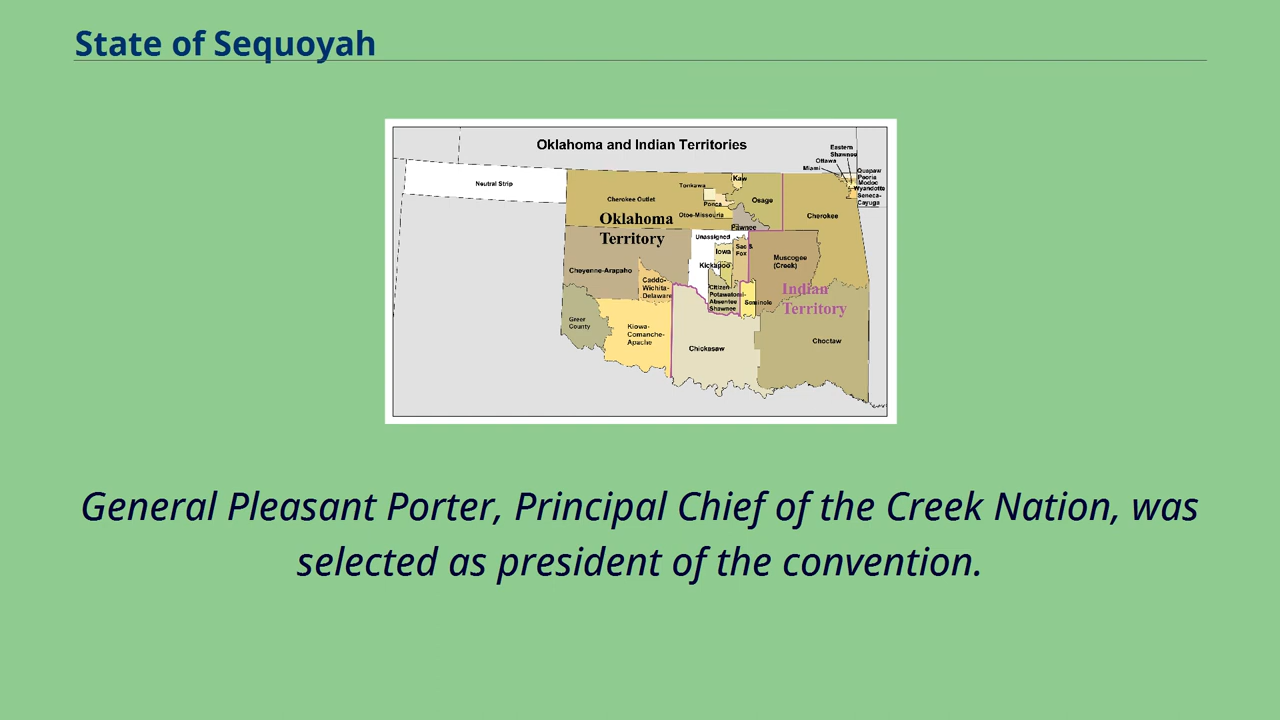 State of Sequoyah
Oklahoma and Indian Territories
Eastern
Shawnee
Ottawa
Miami
Quapaw
Peoria
Modoc
Wyandotte
Seneca-
Cayuga
Neutral Strip
Kaw
Tonkawa
Cherokee Outlet
Ponca
Osage
Otoe-Missouria
Cherokee
Oklahoma
Territory
Pawnee
Unassigned
Iowa
Sac &
Fox
Kickapoo
Muscogee
(Creek)
Cheyenne-Arapaho
Caddo-
Wichita-
Delaware
Citizen
Potawatomi-
Absentee
Shawnee
Seminole
Indian
Territory
Greer
County
Kiowa-
Comanche-
Apache
Chickasaw
Choctaw
General Pleasant Porter, Principal Chief of the Creek Nation, was
selected as president of the convention.